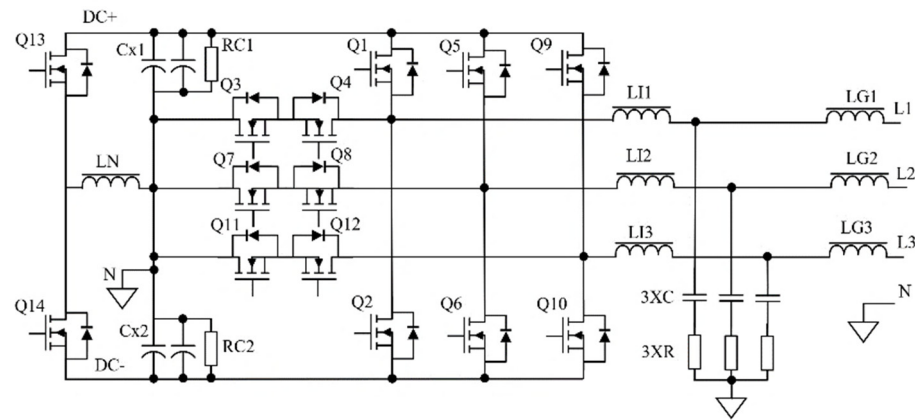 DC+
Q13
Cx1
RC1
Q1
Q5
Q9
Q3
Q4
LI1
LG1
L1
Q7
Q8
LN
LI2
LG2
L2
Q11
Q12
LI3
LG3
L3
N
N
Q14
Cx2
RC2
Q2
Q6
Q10
3XC
3XR
DC-